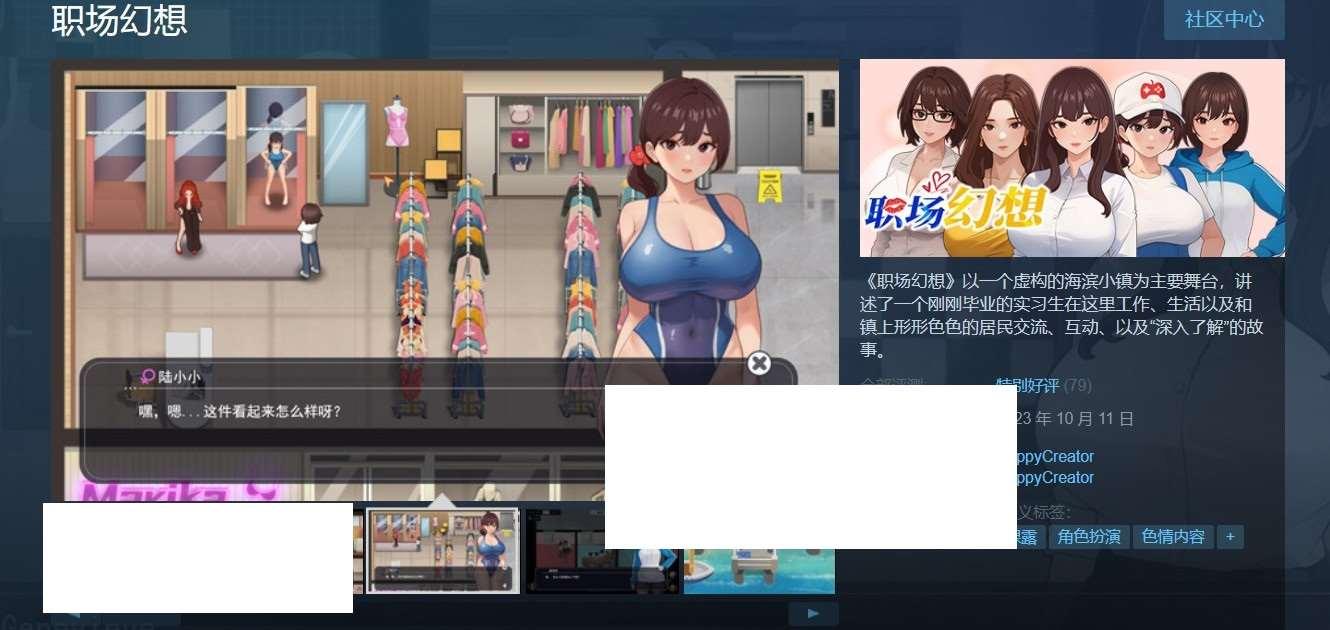 职场幻想
社区中心
职场幻想
《职场幻想》以一个虚构的海滨小镇为主要舞台，讲
述了一个刚刚毕业的实习生在这里工作、生活以及和
镇上形形色色的居民交流、互动、以及“深入了解”的故
事。
陆小小
嘿，嗯...这件看起来怎么样呀？
特别好评 (79)
23 年 10 月 11 日
ppyCreator
ppyCreator
义标签：
露 角色扮演 色情内容 +
Makika